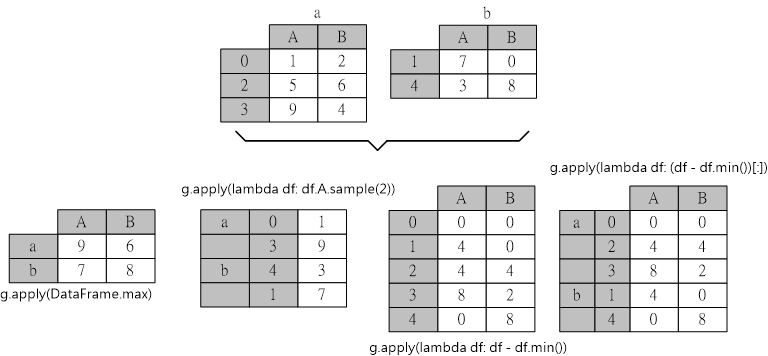 a b
A B A B
0 1 2 1 7 0
2 5 6 4 3 8
3 9 4
g.apply(lambda df: (df - df.min())[:])
g.apply(lambda df: df.A.sample(2))
A B
a 9 6
b 7 8
g.apply(DataFrame.max)
a 0 1
3 9
b 4 3
1 7
A B
0 0 0
1 4 0
2 4 4
3 8 2
4 0 8
g.apply(lambda df: df - df.min())
A B
a 0 0 0
2 4 4
3 8 2
b 1 4 0
4 0 8